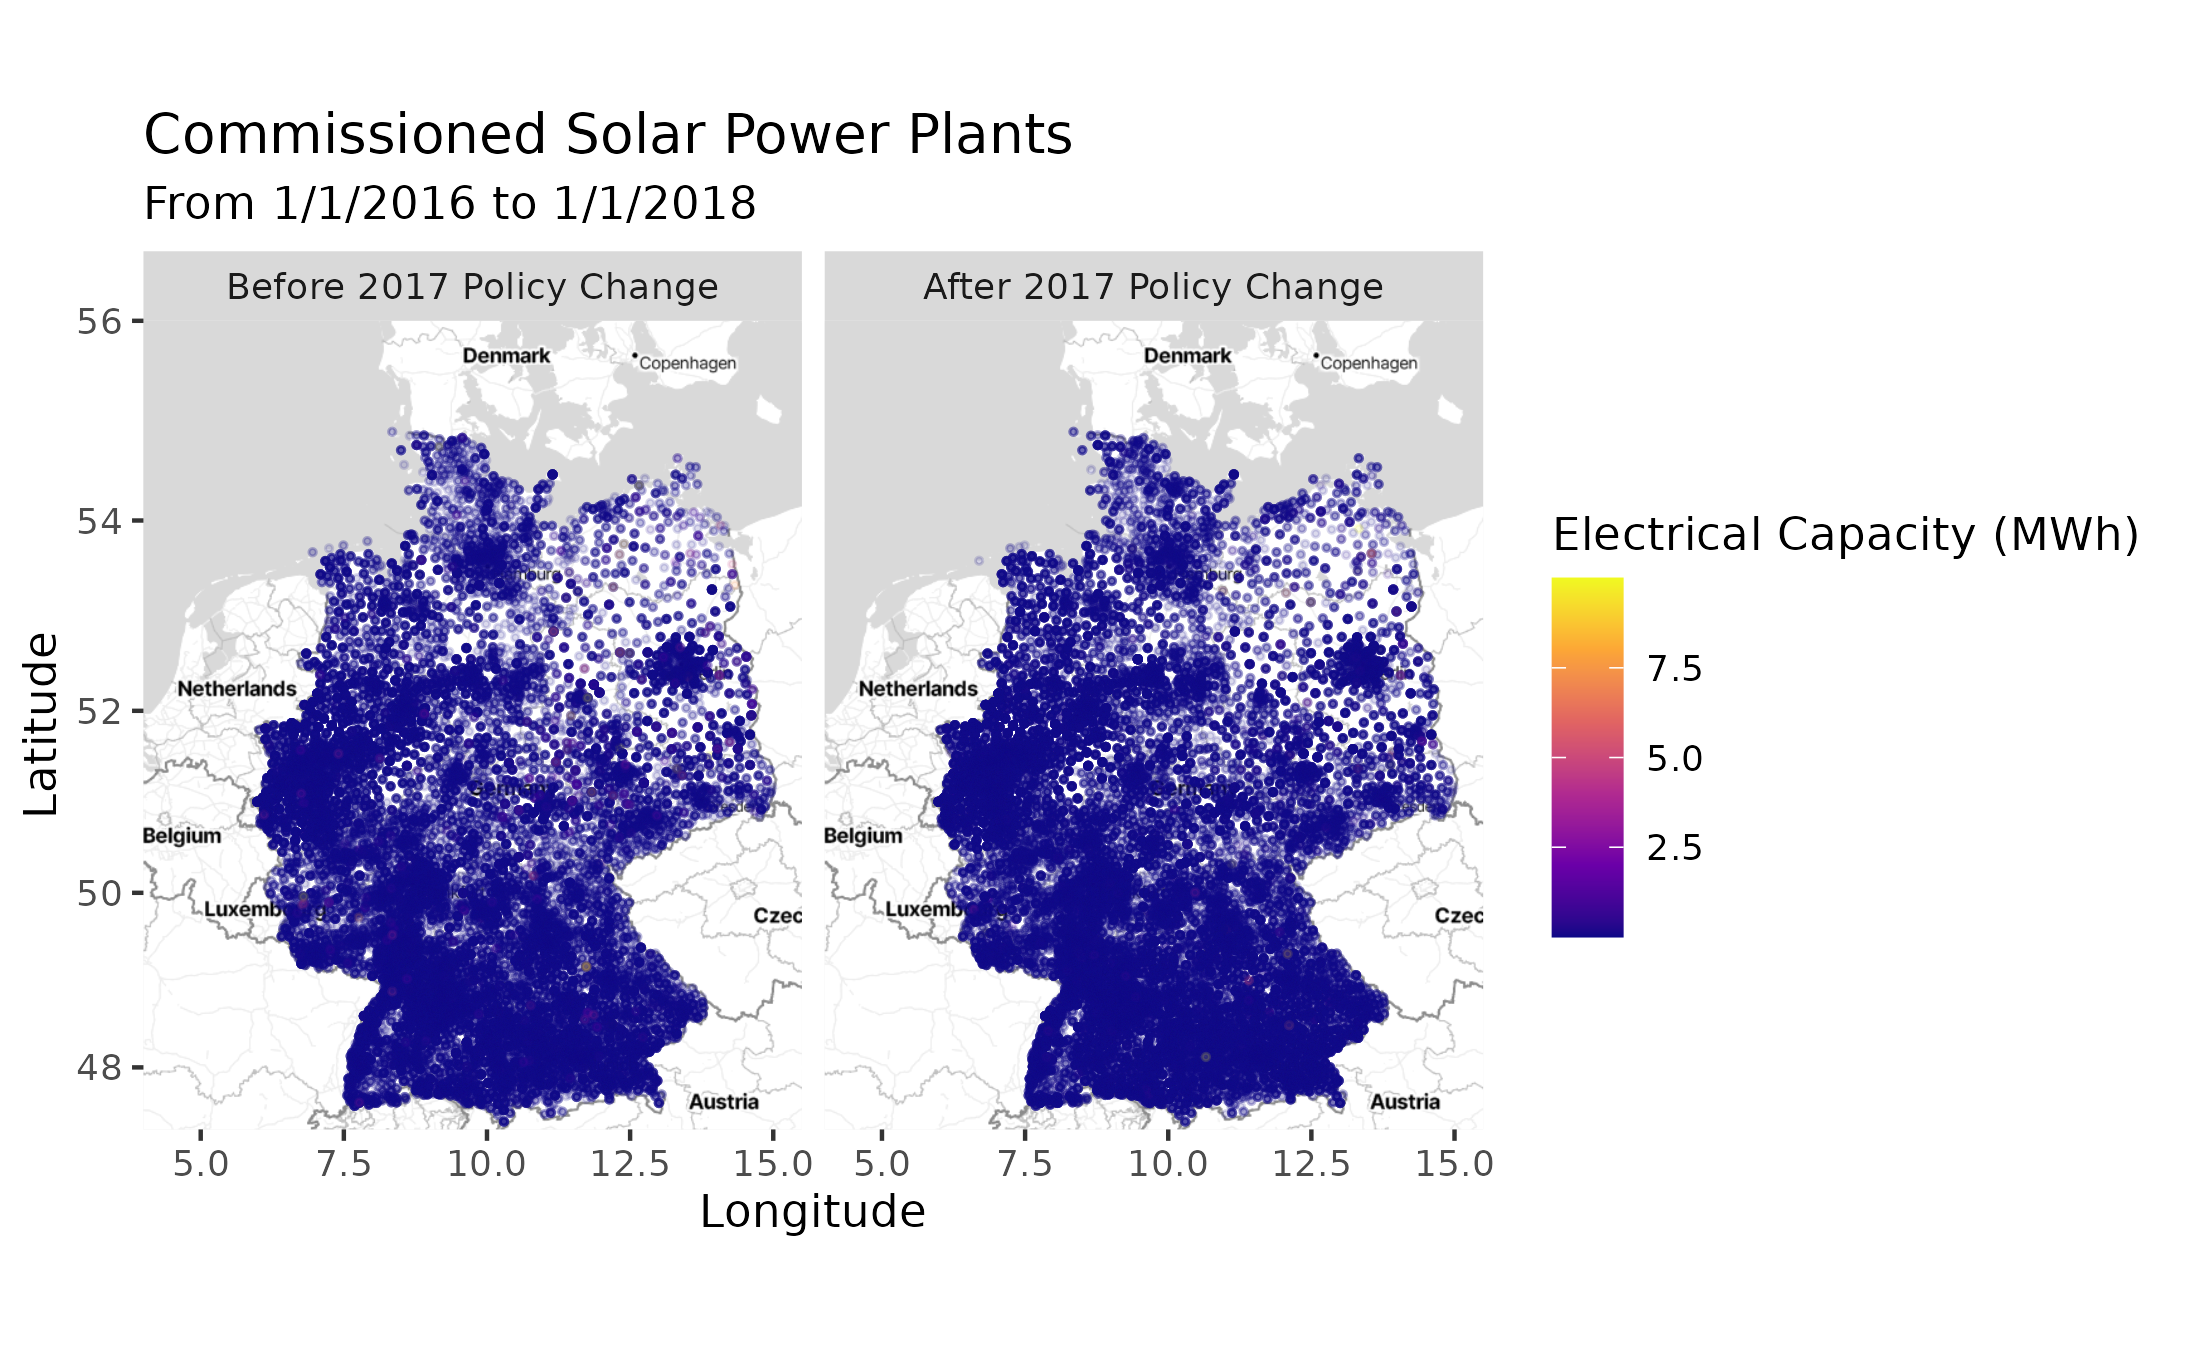 Commissioned Solar Power Plants
From 1/1/2016 to 1/1/2018
Before 2017 Policy Change
After 2017 Policy Change
56
54
52
50
48
Latitude
Denmark
Copenhagen
Netherlands
Belgium
Czec
Austria
Denmark
Copenhagen
Netherlands
Belgium
Czec
Austria
5.0 7.5 10.0 12.5 15.0
5.0 7.5 10.0 12.5 15.0
Longitude
Electrical Capacity (MWh)
7.5
5.0
2.5